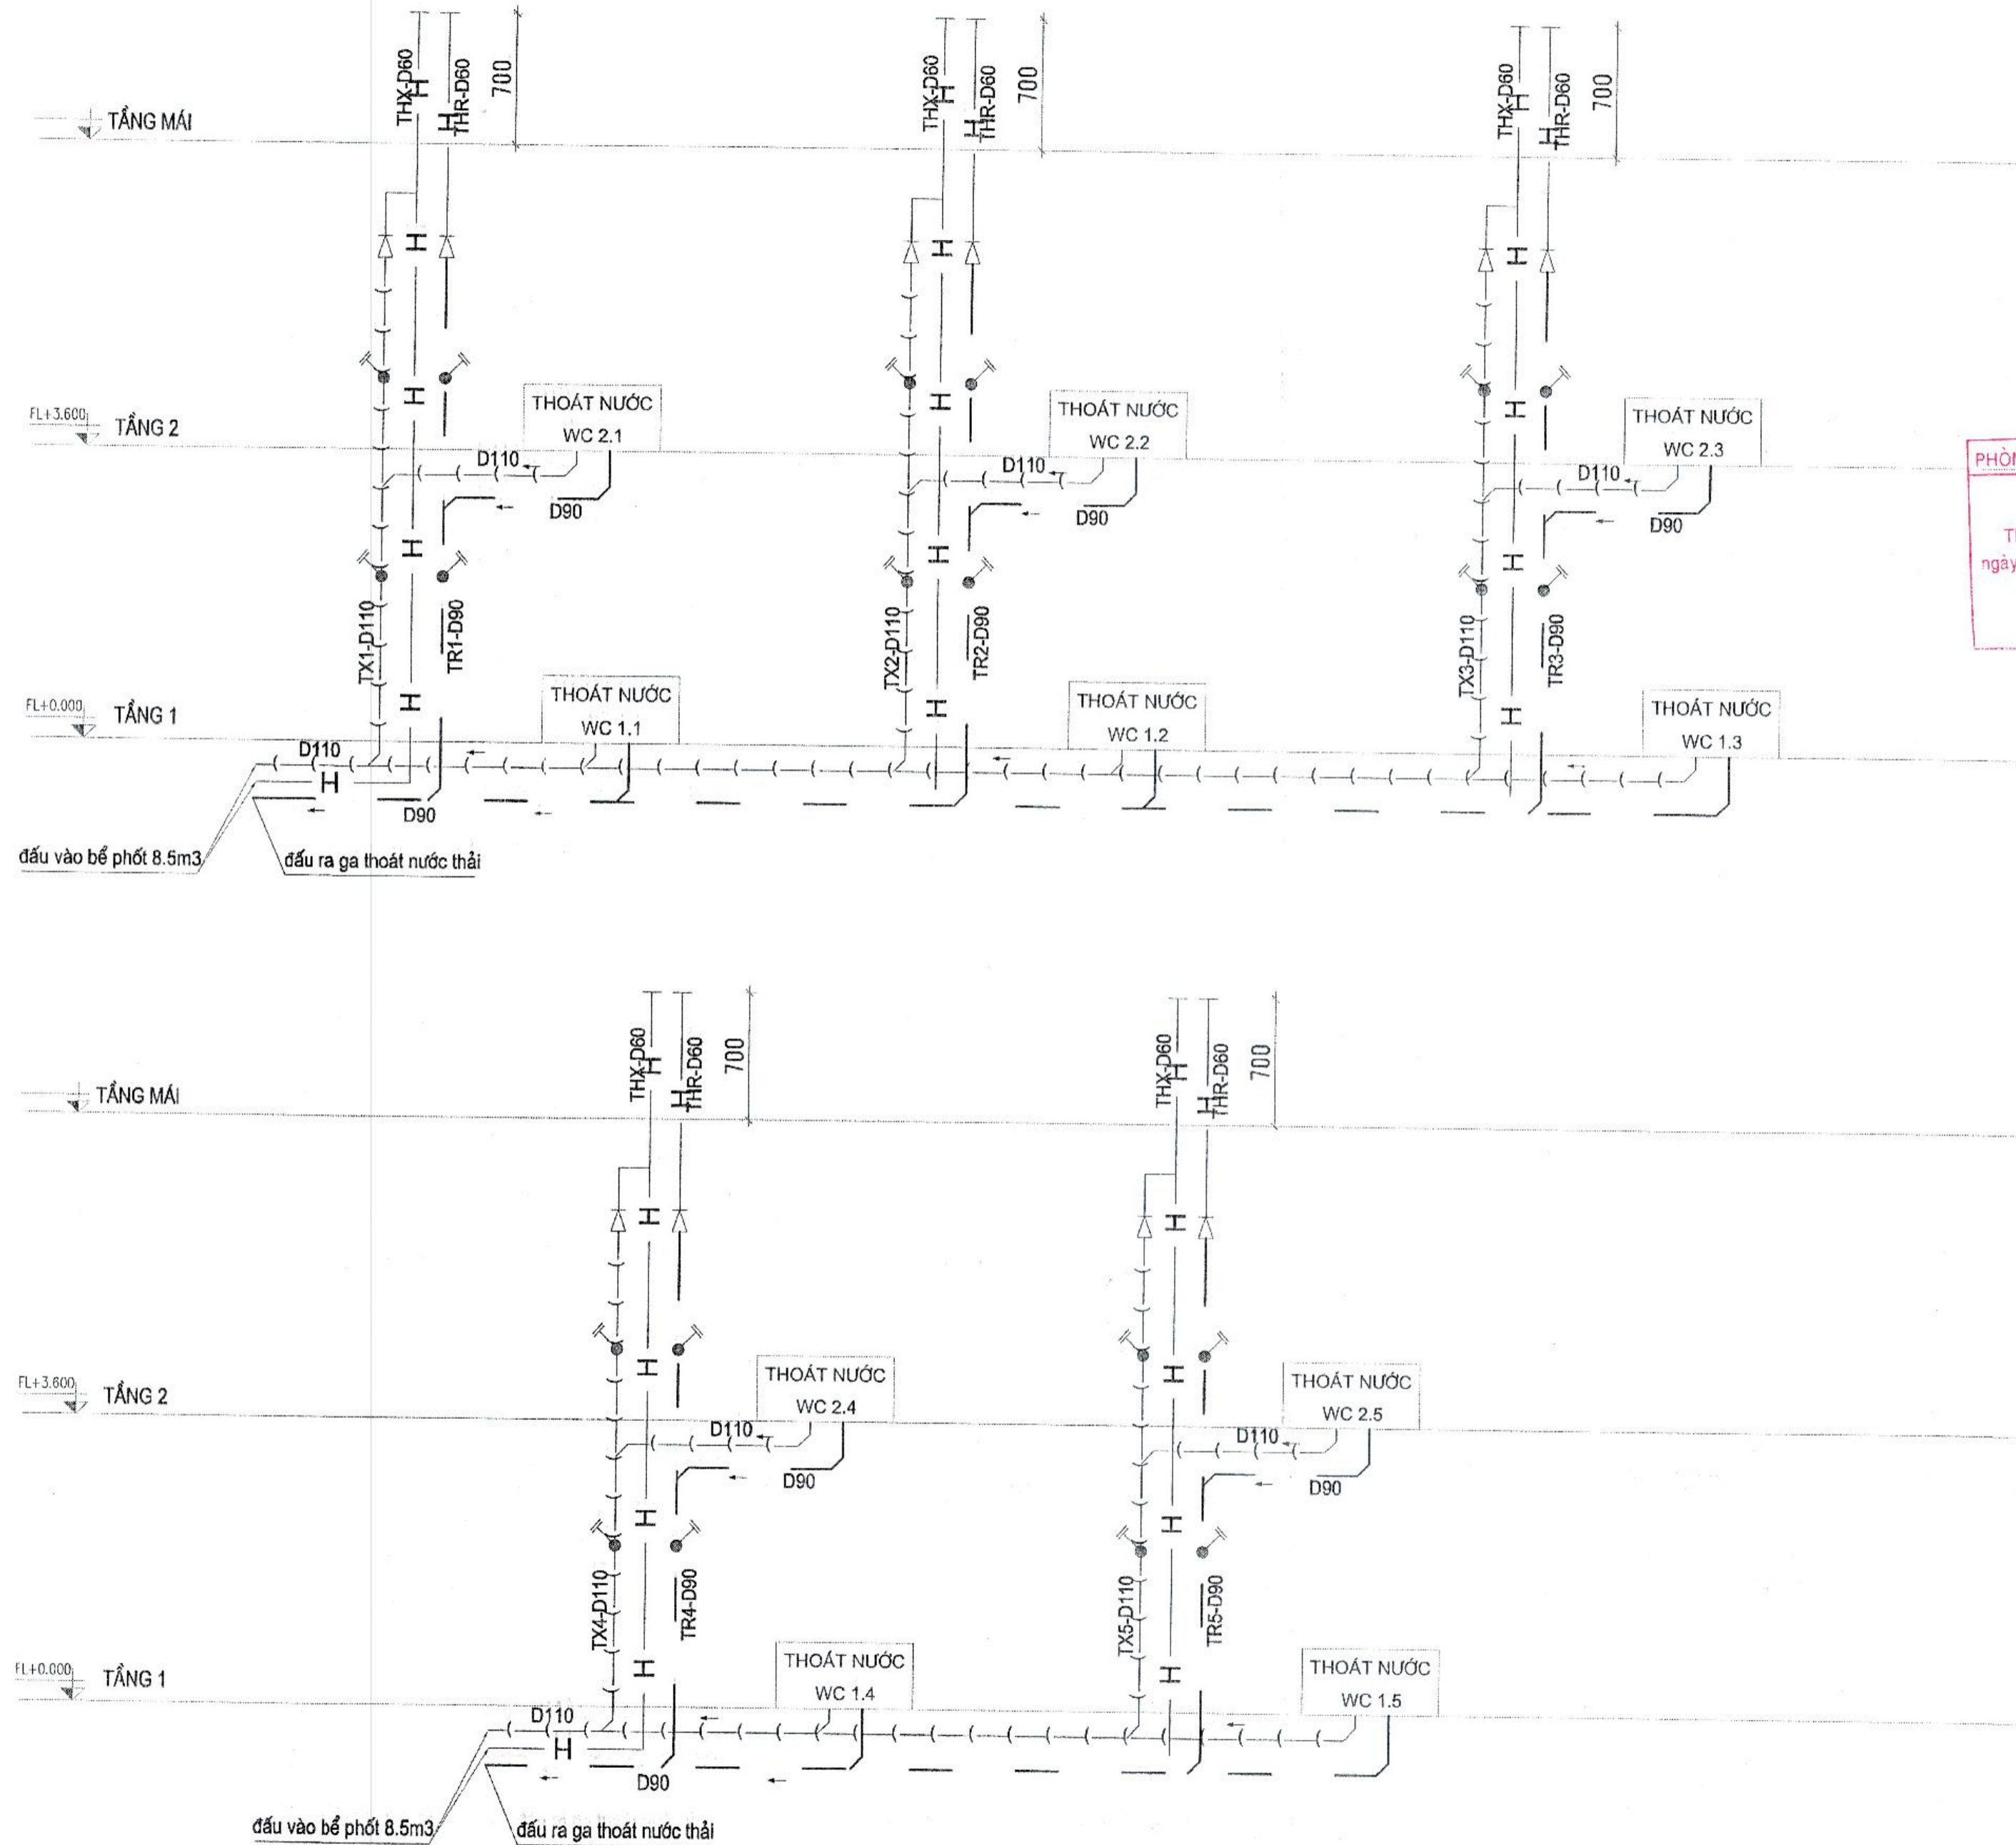 THX-D60
THR-D60
700
THX-D60
THR-D60
700
THX-D60
THR-D60
700
TẦNG MÁI
FL+3.600
TẦNG 2
THOÁT NƯỚC
WC 2.1
D110
D90
THOÁT NƯỚC
WC 2.2
D110
D90
THOÁT NƯỚC
WC 2.3
D110
D90
ngày
TX1-D110
TR1-D90
TX2-D110
TR2-D90
TX3-D110
TR3-D90
FL+0.000
TẦNG 1
THOÁT NƯỚC
WC 1.1
THOÁT NƯỚC
WC 1.2
THOÁT NƯỚC
WC 1.3
D110
H
D90
đấu vào bể phốt 8.5m3
đấu ra ga thoát nước thải
THX-D60
THR-D60
700
THX-D60
THR-D60
700
TẦNG MÁI
FL+3.600
TẦNG 2
THOÁT NƯỚC
WC 2.4
D110
D90
THOÁT NƯỚC
WC 2.5
D110
D90
TX4-D110
TR4-D90
TX5-D110
TR5-D90
FL+0.000
TẦNG 1
THOÁT NƯỚC
WC 1.4
THOÁT NƯỚC
WC 1.5
D110
H
D90
đấu vào bể phốt 8.5m3
đấu ra ga thoát nước thải